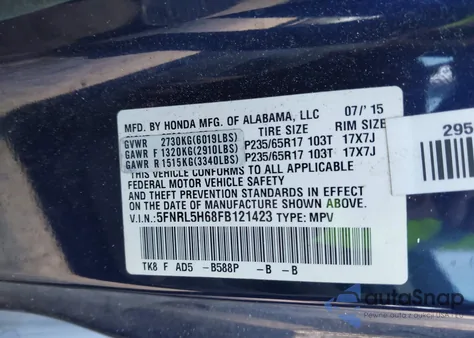 MFD. BY HONDA MFG. OF ALABAMA, LLC 07/'15
TIRE SIZE RIM SIZE
GVWR 2730KG(6019LBS)
GAWR F 1320KG(2910LBS) P235/65R17 103T 17X7J
GAWR R 1515KG(3340LBS) P235/65R17 103T 17X7J
THIS VEHICLE CONFORMS TO ALL APPLICABLE
FEDERAL MOTOR VEHICLE SAFETY
AND THEFT PREVENTION STANDARDS IN EFFECT ON
THE DATE OF MANUFACTURE SHOWN ABOVE.
V.I.N:5FNRL5H68FB121423 TYPE: MPV
TK8 F AD5 -B588P -B -B
295
autoSnap